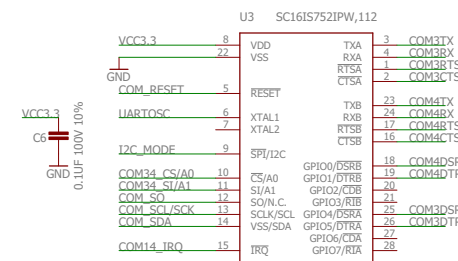 U3 SC16IS752IPW,112
VCC3.3 8 VDD TXA 3 COM3TX
22 VSS RXA 4 COM3RX
GND RTSA 1 COM3RTS
COM_RESET 5 RESET CTSA 2 COM3CTS
UARTOSC 6 XTAL1 TXB 23 COM4TX
7 XTAL2 RXB 24 COM4RX
RTSB 17 COM4RTS
CTSB 16 COM4CTS
I2C_MODE 9 SPI/I2C
GPIO0/DSRB 18 COM4DSR
COM34_CS/A0 10 CS/A0 GPIO1/DTRB 19 COM4DTR
COM34_SI/A1 11 SI/A1 GPIO2/CDB 20
COM_SO 12 SO/N.C. GPIO3/RIB 21
COM_SCL/SCK 13 SCLK/SCL GPIO4/DSRA 25 COM3DSR
COM_SDA 14 VSS/SDA GPIO5/DTRA 26 COM3DTR
GPIO6/CDA 27
COM14_IRQ 15 IRQ GPIO7/RIA 28
VCC3.3
C6
GND
0.1UF 100V 10%